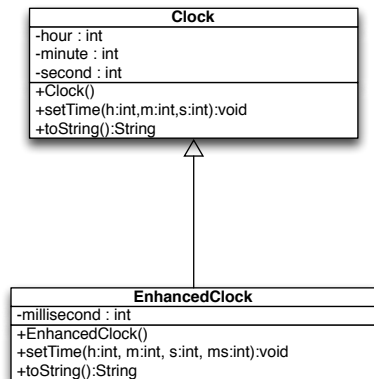 Clock
-hour : int
-minute : int
-second : int
+Clock()
+setTime(h:int,m:int,s:int):void
+toString():String
EnhancedClock
-millisecond : int
+EnhancedClock()
+setTime(h:int, m:int, s:int, ms:int):void
+toString():String